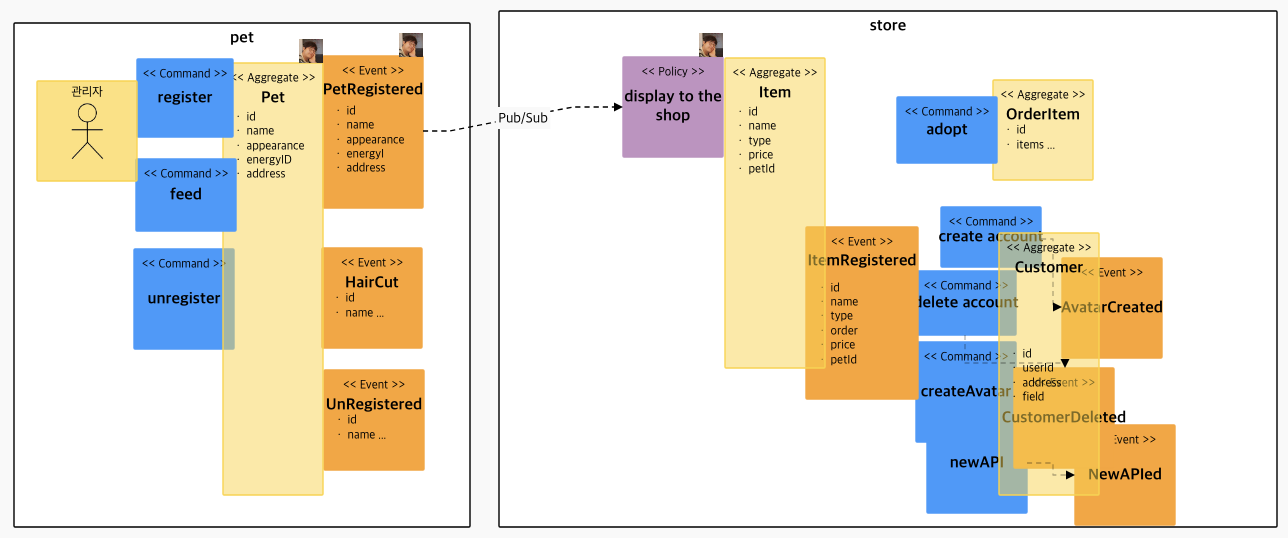 pet
관리자
<< Command >>
register
<< Command >>
feed
<< Command >>
unregister
<< Aggregate >>
Pet
· id
· name
· appearance
· energyID
· address
<< Event >>
PetRegistered
· id
· name
· appearance
· energyI
· address
<< Event >>
HairCut
· id
· name ...
<< Event >>
UnRegistered
· id
· name ...
Pub/Sub
store
<< Policy >>
display to the
shop
<< Aggregate >>
Item
· id
· name
· type
· price
· petId
<< Event >>
ItemRegistered
· id
· name
· type
· order
· price
· petId
<< Command >>
adopt
<< Aggregate >>
OrderItem
· id
· items ...
<< Command >>
create account
<< Command >>
delete account
<< Command >>
createAvatar
newAPI
<< Aggregate >>
Customer
· id
· userId
· address
· field
<< Event >>
AvatarCreated
<< Event >>
CustomerDeleted
Event >>
NewAPIed